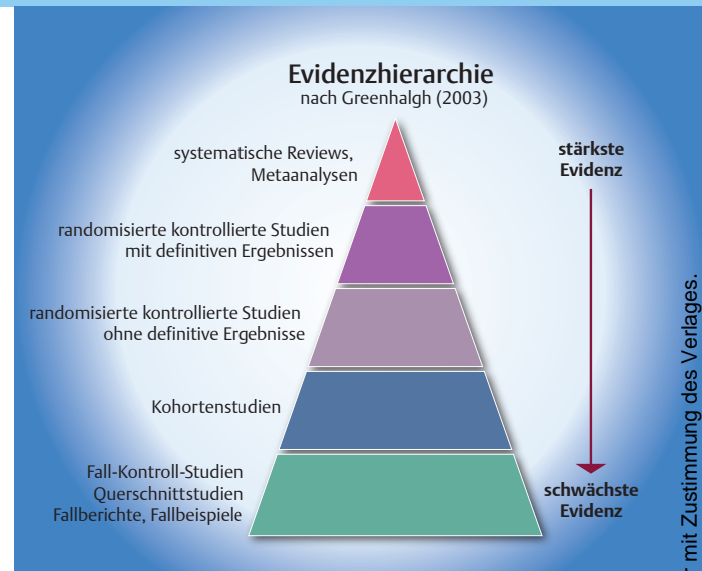 Evidenzhierarchie
nach Greenhalgh (2003)
systematische Reviews,
Metaanalysen
stärkste
Evidenz
randomisierte kontrollierte Studien
mit definitiven Ergebnissen
randomisierte kontrollierte Studien
ohne definitive Ergebnisse
Kohortenstudien
Fall-Kontroll-Studien
Querschnittstudien
Fallberichte, Fallbeispiele
schwächste
Evidenz
mit Zustimmung des Verlages.